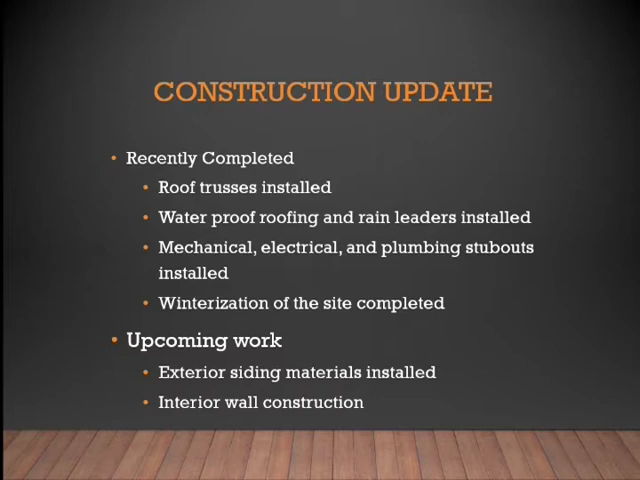 CONSTRUCTION UPDATE
• Recently Completed
• Roof trusses installed
• Water proof roofing and rain leaders installed
• Mechanical, electrical, and plumbing stubouts
installed
• Winterization of the site completed
• Upcoming work
• Exterior siding materials installed
• Interior wall construction